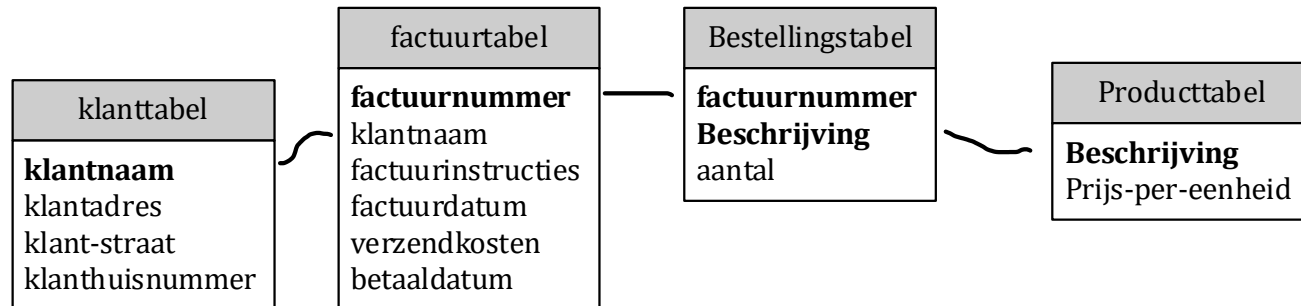 klanttabel
klantnaam
klantadres
klant-straat
klanthuisnummer
factuurtabel
factuurnummer
klantnaam
factuurinstructies
factuurdatum
verzendkosten
betaaldatum
Bestellingstabel
factuurnummer
Beschrijving
aantal
Producttabel
Beschrijving
Prijs-per-eenheid